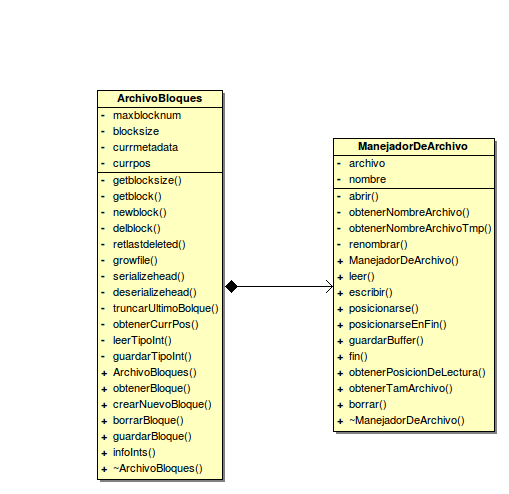 ArchivoBloques
- maxblocknum
- blocksize
- currmetadata
- currpos
- getblocksize()
- getblock()
- newblock()
- delblock()
- retlastdeleted()
- growfile()
- serializehead()
- deserializehead()
- truncarUltimoBolque()
- obtenerCurrPos()
- leerTipoInt()
- guardarTipoInt()
+ ArchivoBloques()
+ obtenerBloque()
+ crearNuevoBloque()
+ borrarBloque()
+ guardarBloque()
+ infoInts()
+ ~ArchivoBloques()
ManejadorDeArchivo
- archivo
- nombre
- abrir()
- obtenerNombreArchivo()
- obtenerNombreArchivoTmp()
- renombrar()
+ ManejadorDeArchivo()
+ leer()
+ escribir()
+ posicionarse()
+ posicionarseEnFin()
+ guardarBuffer()
+ fin()
+ obtenerPosicionDeLectura()
+ obtenerTamArchivo()
+ borrar()
+ ~ManejadorDeArchivo()